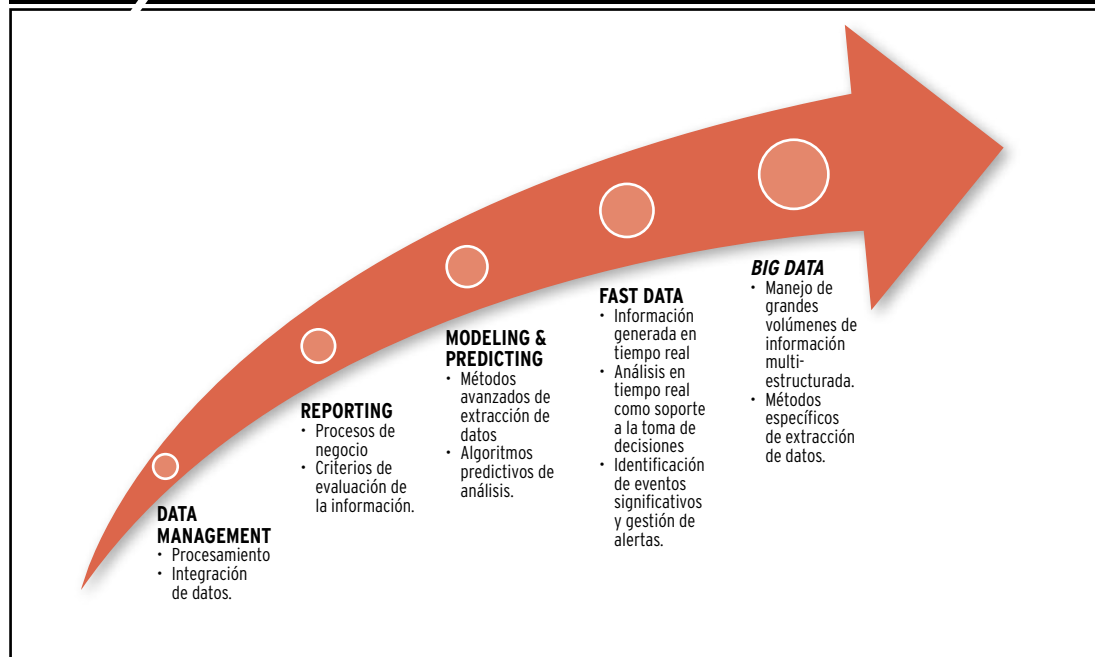 DATA
MANAGEMENT
· Procesamiento
· Integración
de datos.
REPORTING
· Procesos de
negocio
· Criterios de
evaluación de
la información.
MODELING &
PREDICTING
· Métodos
avanzados de
extracción de
datos
· Algoritmos
predictivos de
análisis.
FAST DATA
· Información
generada en
tiempo real
· Análisis en
tiempo real
como soporte
a la toma de
decisiones
· Identificación
de eventos
significativos
y gestión de
alertas.
BIG DATA
· Manejo de
grandes
volúmenes de
información
multi-
estructurada.
· Métodos
específicos
de extracción
de datos.